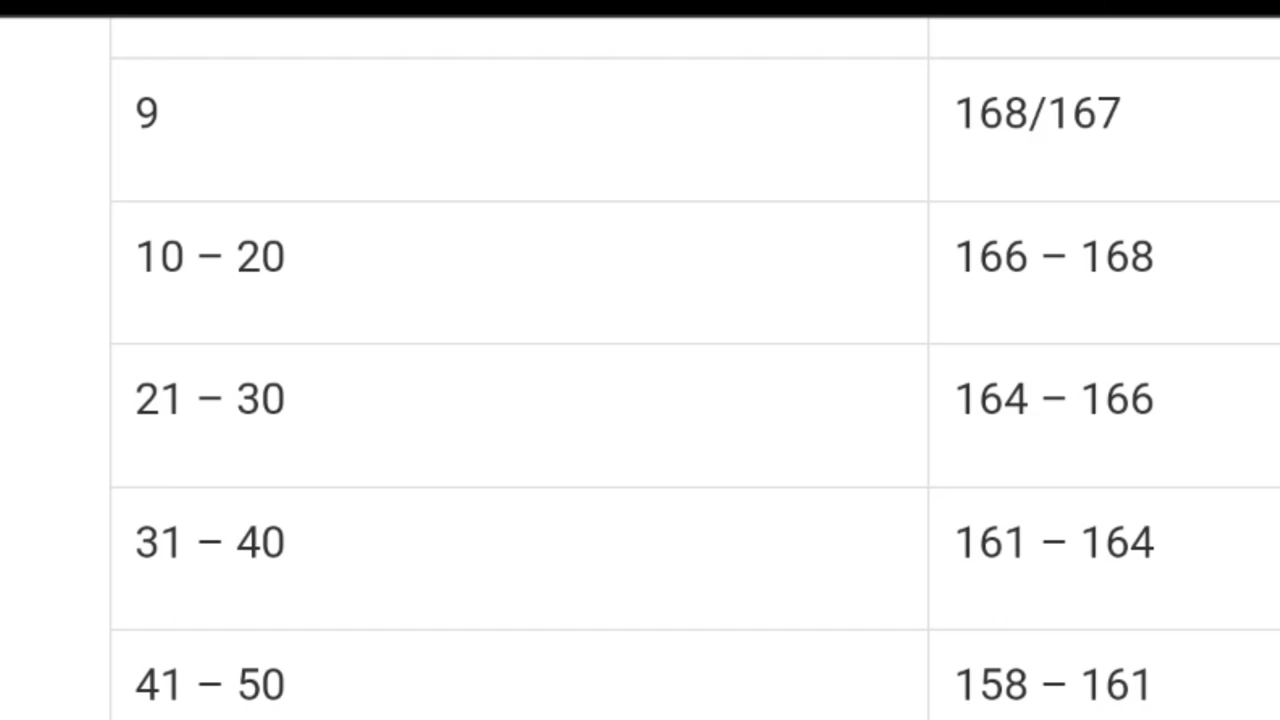 9 168/167
10 – 20 166 – 168
21 – 30 164 – 166
31 – 40 161 – 164
41 – 50 158 – 161